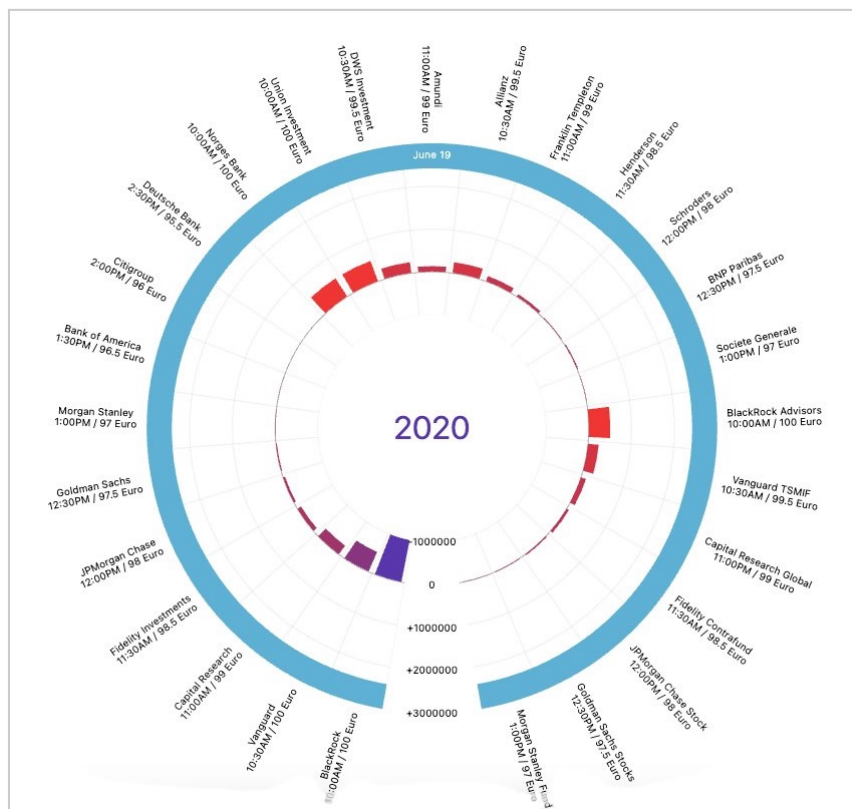 June 19
2020
Amundi
11:00AM / 99 Euro
Allianz
10:30AM / 99.5 Euro
Franklin Templeton
11:00AM / 99 Euro
Henderson
11:30AM / 98.5 Euro
Schroders
12:00PM / 98 Euro
BNP Paribas
12:30PM / 97.5 Euro
Societe Generale
1:00PM / 97 Euro
BlackRock Advisors
10:00AM / 100 Euro
Vanguard TSMIF
10:30AM / 99.5 Euro
Capital Research Global
11:00PM / 99 Euro
Fidelity Contrafund
11:30AM / 98.5 Euro
JPMorgan Chase Stock
12:00PM / 98 Euro
Goldman Sachs Stocks
12:30PM / 97.5 Euro
Morgan Stanley Fund
1:00PM / 97 Euro
BlackRock
10:00AM / 100 Euro
Vanguard
10:30AM / 100 Euro
Capital Research
11:00AM / 99 Euro
Fidelity Investments
11:30AM / 98.5 Euro
JPMorgan Chase
12:00PM / 98 Euro
Goldman Sachs
12:30PM / 97.5 Euro
Morgan Stanley
1:00PM / 97 Euro
Bank of America
1:30PM / 96.5 Euro
Citigroup
2:00PM / 96 Euro
Deutsche Bank
2:30PM / 95.5 Euro
Norges Bank
10:00AM / 100 Euro
Union Investment
10:00AM / 100 Euro
DWS Investment
10:30AM / 99.5 Euro
-1000000
0
+1000000
+2000000
+3000000